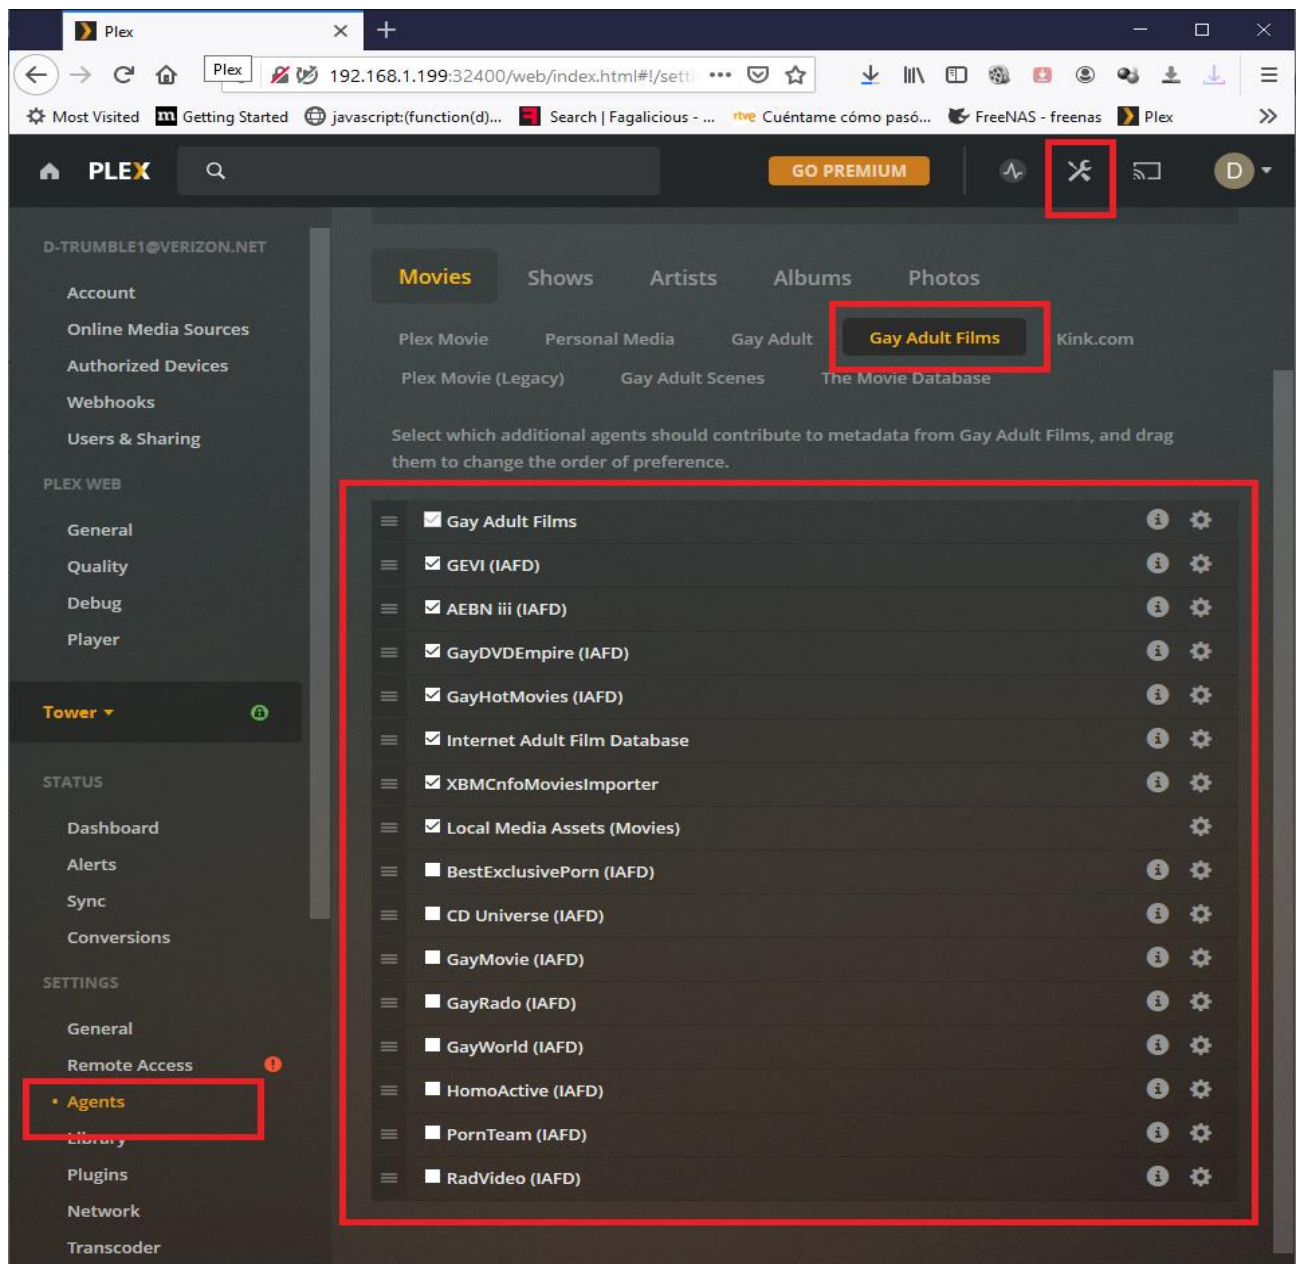 Plex
Plex
192.168.1.199:32400/web/index.html#!/setti
Most Visited
Getting Started
javascript:(function(d)...
Search | Fagalicious - ...
rtve Cuéntame cómo pasó...
FreeNAS - freenas
Plex
PLEX
GO PREMIUM
D
D-TRUMBLE1@VERIZON.NET
Account
Online Media Sources
Authorized Devices
Webhooks
Users & Sharing
PLEX WEB
General
Quality
Debug
Player
Tower
STATUS
Dashboard
Alerts
Sync
Conversions
SETTINGS
General
Remote Access
Agents
Library
Plugins
Network
Transcoder
Movies Shows Artists Albums Photos
Plex Movie Personal Media Gay Adult Gay Adult Films Kink.com
Plex Movie (Legacy) Gay Adult Scenes The Movie Database
Select which additional agents should contribute to metadata from Gay Adult Films, and drag
them to change the order of preference.
Gay Adult Films
GEVI (IAFD)
AEBN iii (IAFD)
GayDVDEmpire (IAFD)
GayHotMovies (IAFD)
Internet Adult Film Database
XBMCnfoMoviesImporter
Local Media Assets (Movies)
BestExclusivePorn (IAFD)
CD Universe (IAFD)
GayMovie (IAFD)
GayRado (IAFD)
GayWorld (IAFD)
HomoActive (IAFD)
PornTeam (IAFD)
RadVideo (IAFD)